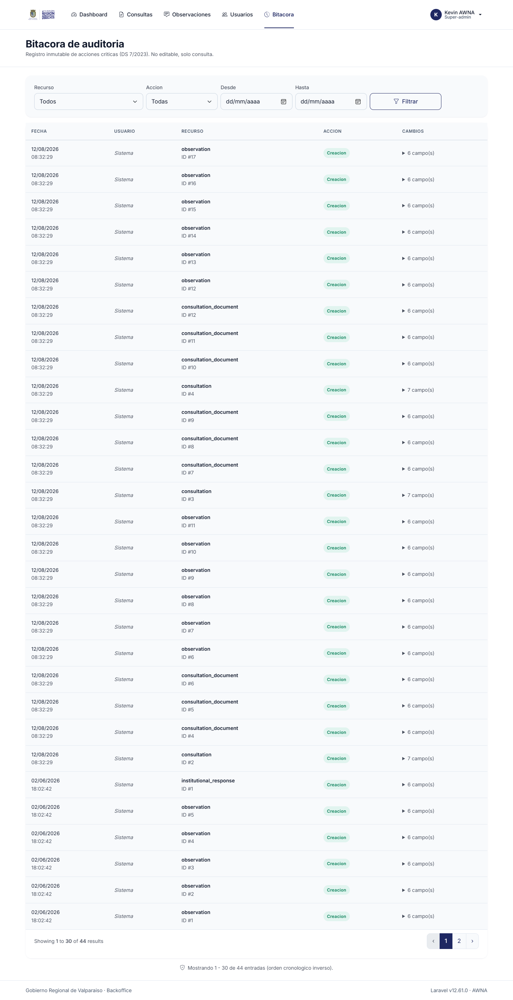 REGIÓN
DERECHOS
Dashboard
Consultas
Observaciones
Usuarios
Bitacora
K
Kevin AWNA
Super-admin
Bitacora de auditoria
Registro inmutable de acciones criticas (DS 7/2023). No editable, solo consulta.
Recurso
Accion
Desde
Hasta
Todos
Todas
dd/mm/aaaa
dd/mm/aaaa
Filtrar
FECHA USUARIO RECURSO ACCION CAMBIOS
12/08/2026
08:32:29
Sistema
observation
ID #17
Creacion
6 campo(s)
12/08/2026
08:32:29
Sistema
observation
ID #16
Creacion
6 campo(s)
12/08/2026
08:32:29
Sistema
observation
ID #15
Creacion
6 campo(s)
12/08/2026
08:32:29
Sistema
observation
ID #14
Creacion
6 campo(s)
12/08/2026
08:32:29
Sistema
observation
ID #13
Creacion
6 campo(s)
12/08/2026
08:32:29
Sistema
observation
ID #12
Creacion
6 campo(s)
12/08/2026
08:32:29
Sistema
consultation_document
ID #12
Creacion
6 campo(s)
12/08/2026
08:32:29
Sistema
consultation_document
ID #11
Creacion
6 campo(s)
12/08/2026
08:32:29
Sistema
consultation_document
ID #10
Creacion
6 campo(s)
12/08/2026
08:32:29
Sistema
consultation
ID #4
Creacion
7 campo(s)
12/08/2026
08:32:29
Sistema
consultation_document
ID #9
Creacion
6 campo(s)
12/08/2026
08:32:29
Sistema
consultation_document
ID #8
Creacion
6 campo(s)
12/08/2026
08:32:29
Sistema
consultation_document
ID #7
Creacion
6 campo(s)
12/08/2026
08:32:29
Sistema
consultation
ID #3
Creacion
7 campo(s)
12/08/2026
08:32:29
Sistema
observation
ID #11
Creacion
6 campo(s)
12/08/2026
08:32:29
Sistema
observation
ID #10
Creacion
6 campo(s)
12/08/2026
08:32:29
Sistema
observation
ID #9
Creacion
6 campo(s)
12/08/2026
08:32:29
Sistema
observation
ID #8
Creacion
6 campo(s)
12/08/2026
08:32:29
Sistema
observation
ID #7
Creacion
6 campo(s)
12/08/2026
08:32:29
Sistema
observation
ID #6
Creacion
6 campo(s)
12/08/2026
08:32:29
Sistema
consultation_document
ID #6
Creacion
6 campo(s)
12/08/2026
08:32:29
Sistema
consultation_document
ID #5
Creacion
6 campo(s)
12/08/2026
08:32:29
Sistema
consultation_document
ID #4
Creacion
6 campo(s)
12/08/2026
08:32:29
Sistema
consultation
ID #2
Creacion
7 campo(s)
02/06/2026
18:02:42
Sistema
institutional_response
ID #1
Creacion
6 campo(s)
02/06/2026
18:02:42
Sistema
observation
ID #5
Creacion
6 campo(s)
02/06/2026
18:02:42
Sistema
observation
ID #4
Creacion
6 campo(s)
02/06/2026
18:02:42
Sistema
observation
ID #3
Creacion
6 campo(s)
02/06/2026
18:02:42
Sistema
observation
ID #2
Creacion
6 campo(s)
02/06/2026
18:02:42
Sistema
observation
ID #1
Creacion
6 campo(s)
Showing 1 to 30 of 44 results
‹ 1 2 ›
Mostrando 1 - 30 de 44 entradas (orden cronologico inverso).
Gobierno Regional de Valparaiso · Backoffice
Laravel v12.61.0 · AWNA